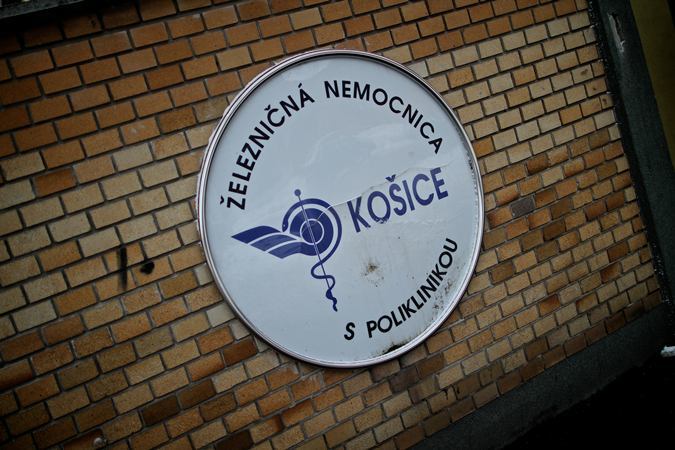 ŽELEZNIČNÁ NEMOCNICA
KOŠICE
S POLIKLINIKOU